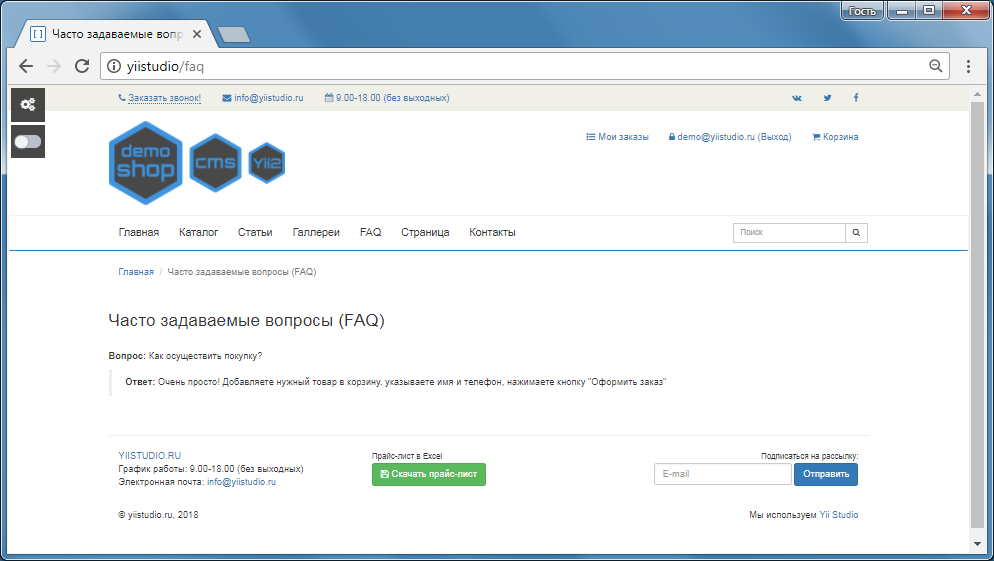 Гость
[ ] Часто задаваемые вопр
yiistudio/faq
Заказать звонок! info@yiistudio.ru 9.00-18.00 (без выходных)
demo shop cms Yii2
Мои заказы demo@yiistudio.ru (Выход) Корзина
Главная Каталог Статьи Галлереи FAQ Страница Контакты Поиск
Главная / Часто задаваемые вопросы (FAQ)
Часто задаваемые вопросы (FAQ)
Вопрос: Как осуществить покупку?
Ответ: Очень просто! Добавляете нужный товар в корзину, указываете имя и телефон, нажимаете кнопку "Оформить заказ"
YIISTUDIO.RU
График работы: 9.00-18.00 (без выходных)
Электронная почта: info@yiistudio.ru
Прайс-лист в Excel
Скачать прайс-лист
Подписаться на рассылку:
E-mail Отправить
© yiistudio.ru, 2018
Мы используем Yii Studio